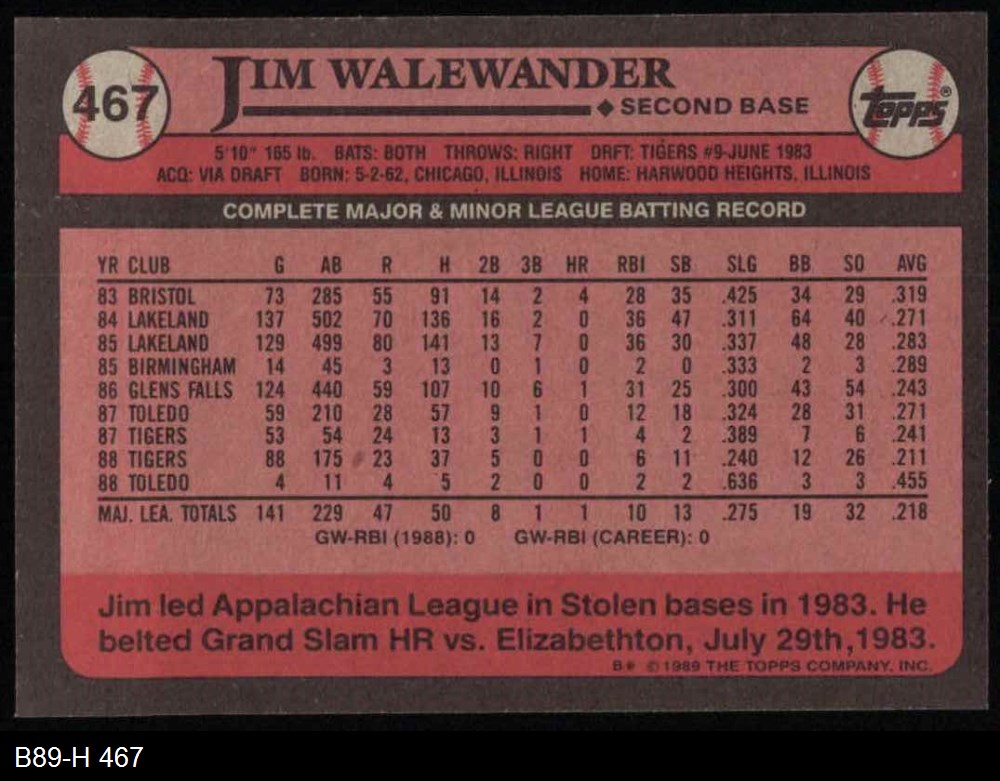 467
JIM WALEWANDER
◆ SECOND BASE
Topps®
5'10" 165 lb. BATS: BOTH THROWS: RIGHT DRFT: TIGERS #9-JUNE 1983
ACQ: VIA DRAFT BORN: 5-2-62, CHICAGO, ILLINOIS HOME: HARWOOD HEIGHTS, ILLINOIS
COMPLETE MAJOR & MINOR LEAGUE BATTING RECORD
YR CLUB G AB R H 2B 3B HR RBI SB SLG BB SO AVG
83 BRISTOL 73 285 55 91 14 2 4 28 35 .425 34 29 .319
84 LAKELAND 137 502 70 136 16 2 0 36 47 .311 64 40 .271
85 LAKELAND 129 499 80 141 13 7 0 36 30 .337 48 28 .283
85 BIRMINGHAM 14 45 3 13 0 1 0 2 0 .333 2 3 .289
86 GLENS FALLS 124 440 59 107 10 6 1 31 25 .300 43 54 .243
87 TOLEDO 59 210 28 57 9 1 0 12 18 .324 28 31 .271
87 TIGERS 53 54 24 13 3 1 1 4 2 .389 7 6 .241
88 TIGERS 88 175 23 37 5 0 0 6 11 .240 12 26 .211
88 TOLEDO 4 11 4 5 2 0 0 2 2 .636 3 3 .455
MAJ. LEA. TOTALS 141 229 47 50 8 1 1 10 13 .275 19 32 .218
GW-RBI (1988): 0 GW-RBI (CAREER): 0
Jim led Appalachian League in Stolen bases in 1983. He
belted Grand Slam HR vs. Elizabethton, July 29th, 1983.
B* © 1989 THE TOPPS COMPANY, INC.
B89-H 467